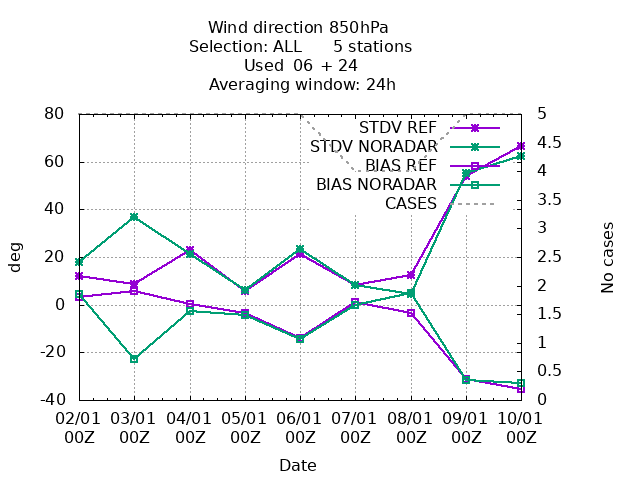 Wind direction 850hPa
Selection: ALL 5 stations
Used 06 + 24
Averaging window: 24h
80
60
40
20
0
-20
-40
5
4.5
4
3.5
3
2.5
2
1.5
1
0.5
0
deg
No cases
STDV REF
STDV NORADAR
BIAS REF
BIAS NORADAR
CASES
02/01 03/01 04/01 05/01 06/01 07/01 08/01 09/01 10/01
00Z 00Z 00Z 00Z 00Z 00Z 00Z 00Z 00Z
Date